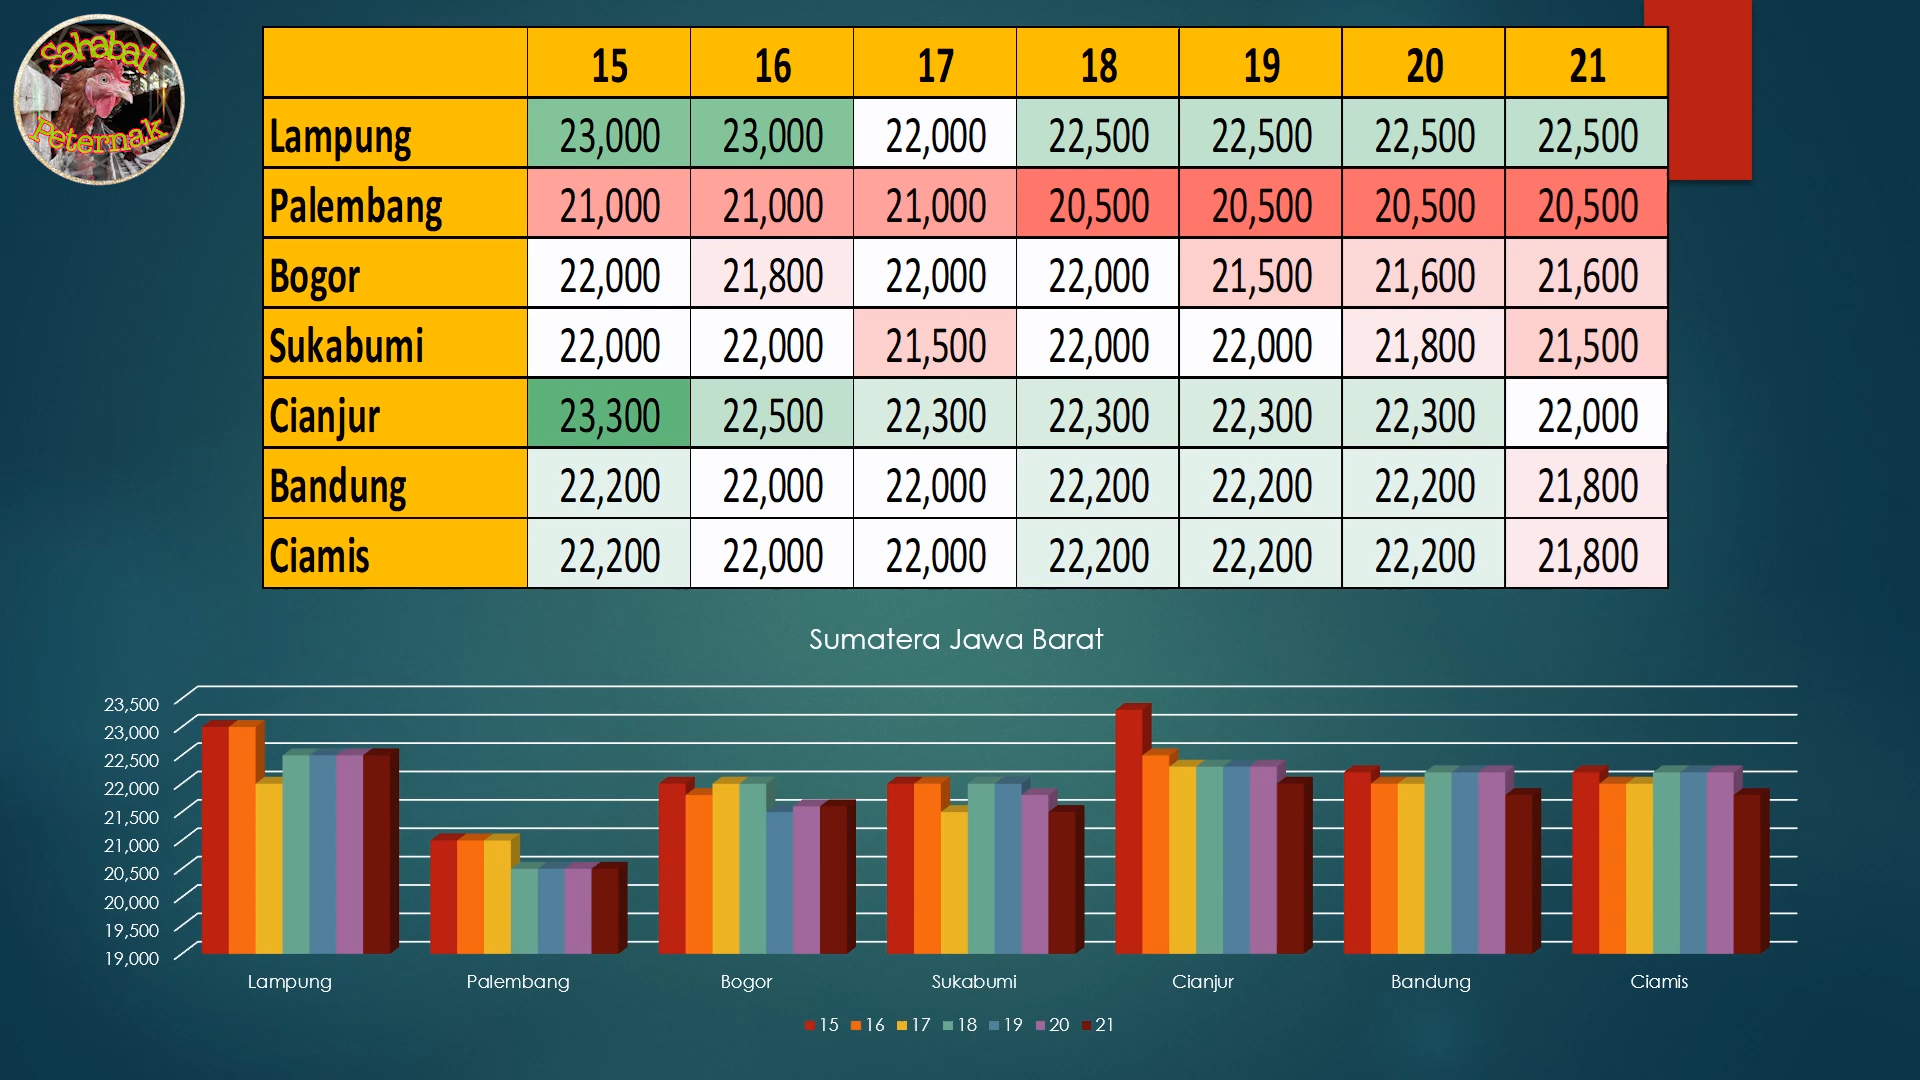 Sahabat
Peternak
15 16 17 18 19 20 21
Lampung 23,000 23,000 22,000 22,500 22,500 22,500 22,500
Palembang 21,000 21,000 21,000 20,500 20,500 20,500 20,500
Bogor 22,000 21,800 22,000 22,000 21,500 21,600 21,600
Sukabumi 22,000 22,000 21,500 22,000 22,000 21,800 21,500
Cianjur 23,300 22,500 22,300 22,300 22,300 22,300 22,000
Bandung 22,200 22,000 22,000 22,200 22,200 22,200 21,800
Ciamis 22,200 22,000 22,000 22,200 22,200 22,200 21,800
Sumatera Jawa Barat
23,500
23,000
22,500
22,000
21,500
21,000
20,500
20,000
19,500
19,000
Lampung Palembang Bogor Sukabumi Cianjur Bandung Ciamis
15 16 17 18 19 20 21